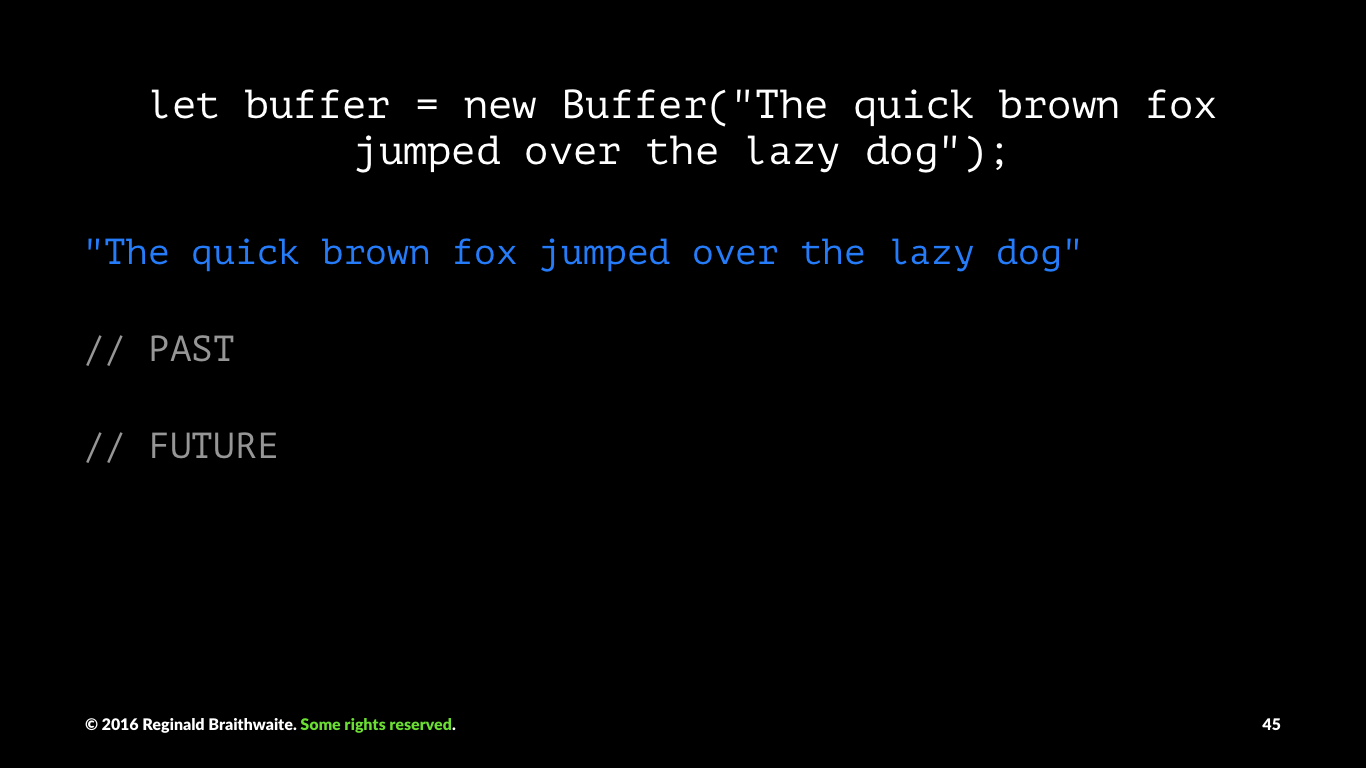 let buffer = new Buffer("The quick brown fox
jumped over the lazy dog");
"The quick brown fox jumped over the lazy dog"
// PAST
// FUTURE
© 2016 Reginald Braithwaite. Some rights reserved.
45